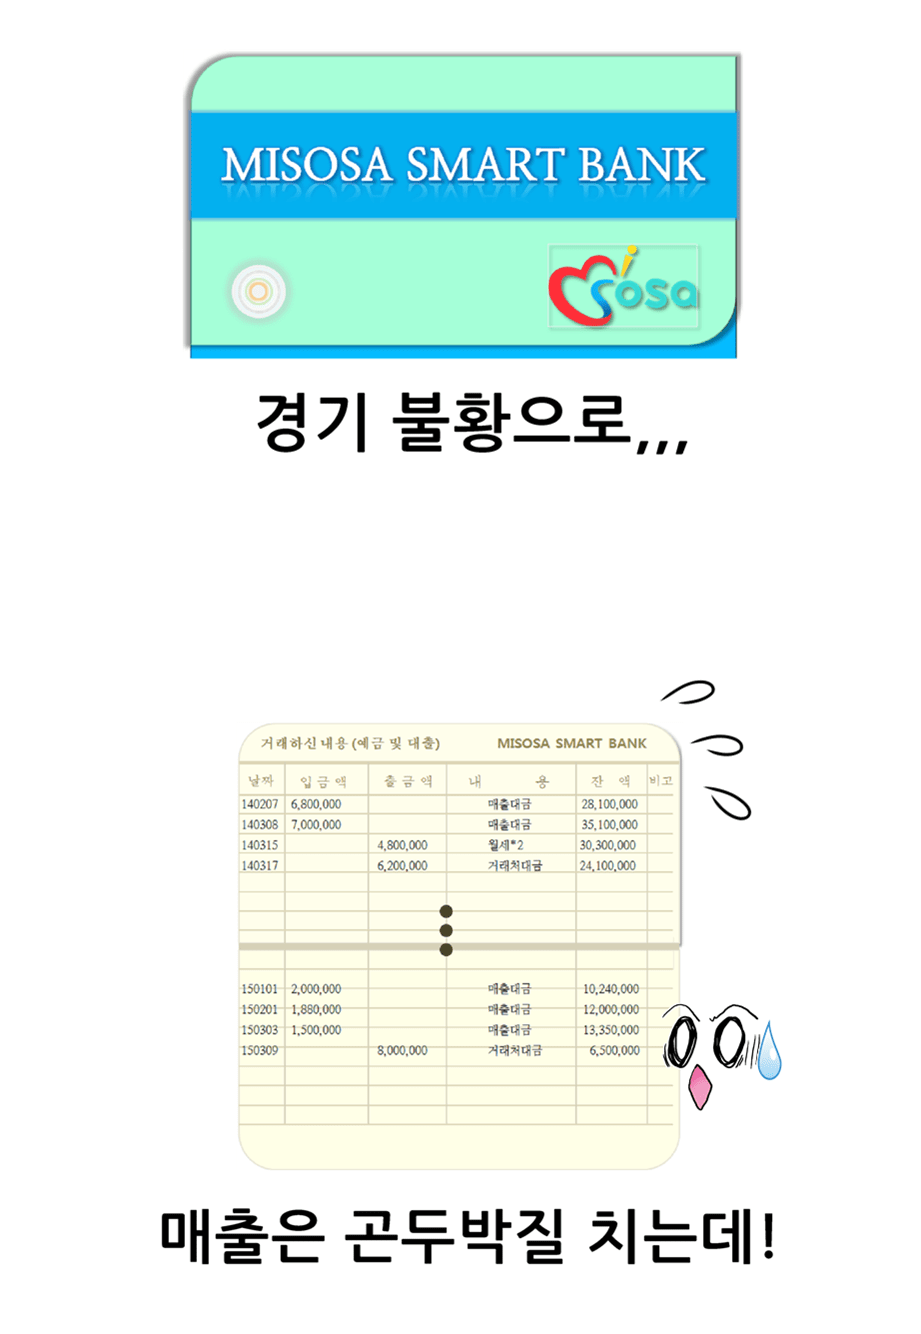 MISOSA SMART BANK
Misosa
경기 불황으로,,,
거래하신 내용 (예금 및 대출) MISOSA SMART BANK
날짜 입금액 출금액 내 용 잔 액 비고
140207 6,800,000 매출대금 28,100,000
140308 7,000,000 매출대금 35,100,000
140315 4,800,000 월세*2 30,300,000
140317 6,200,000 거래처대금 24,100,000
150101 2,000,000 매출대금 10,240,000
150201 1,880,000 매출대금 12,000,000
150303 1,500,000 매출대금 13,350,000
150309 8,000,000 거래처대금 6,500,000
매출은 곤두박질 치는데!